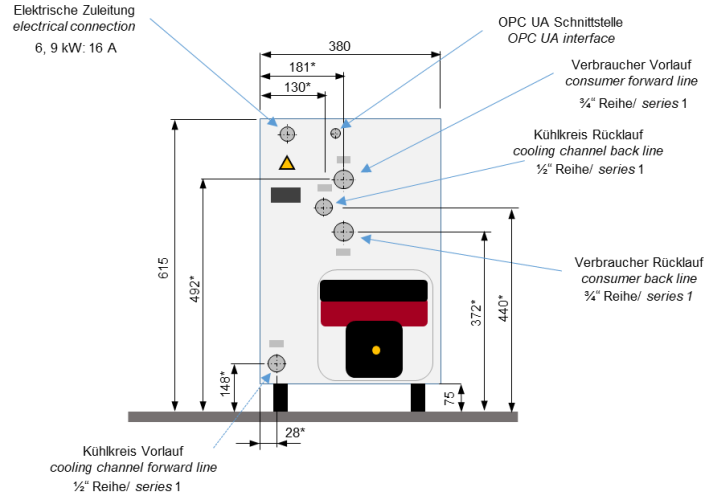 Elektrische Zuleitung
electrical connection
6, 9 kW: 16 A
OPC UA Schnittstelle
OPC UA interface
380
181*
130*
Verbraucher Vorlauf
consumer forward line
¾“ Reihe/ series 1
Kühlkreis Rücklauf
cooling channel back line
½“ Reihe/ series 1
615
492*
Verbraucher Rücklauf
consumer back line
¾“ Reihe/ series 1
372*
440*
148*
75
28*
Kühlkreis Vorlauf
cooling channel forward line
½“ Reihe/ series 1